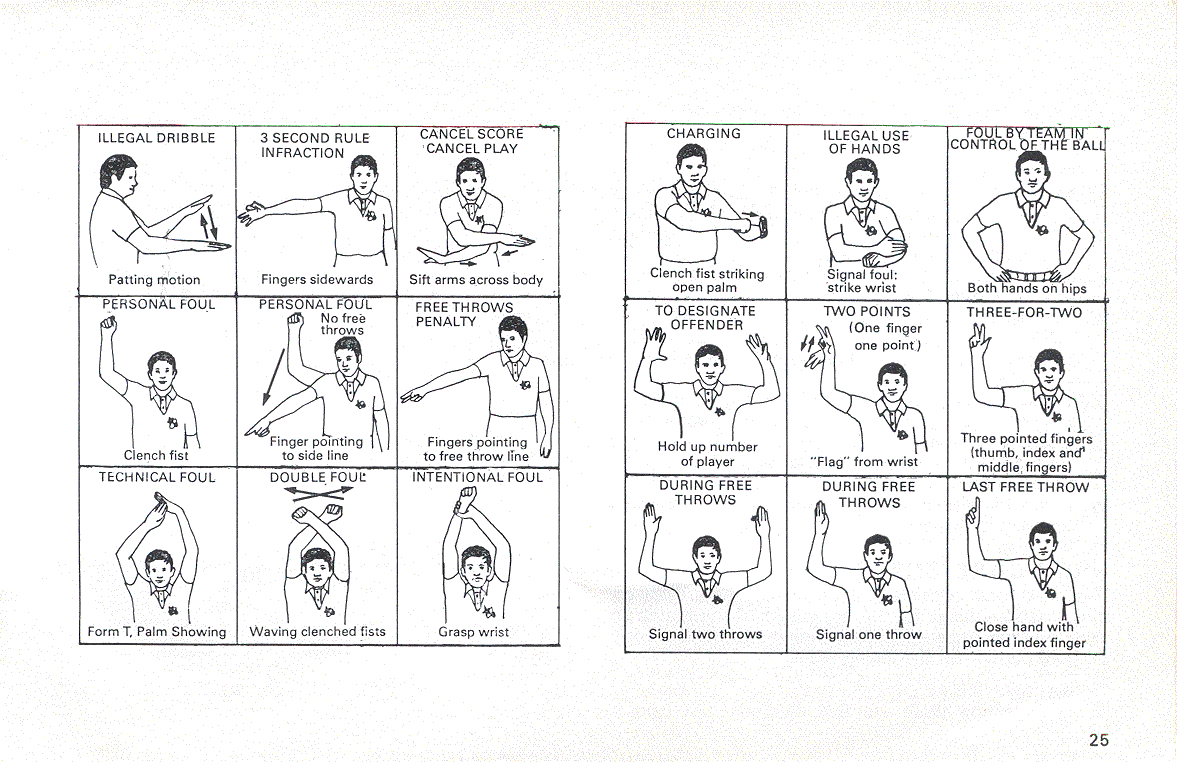 ILLEGAL DRIBBLE
Patting motion
3 SECOND RULE
INFRACTION
Fingers sidewards
CANCEL SCORE
CANCEL PLAY
Sift arms across body
PERSONAL FOUL
Clench fist
PERSONAL FOUL
No free
throws
Finger pointing
to side line
FREE THROWS
PENALTY
Fingers pointing
to free throw line
TECHNICAL FOUL
Form T, Palm Showing
DOUBLE FOUL
Waving clenched fists
INTENTIONAL FOUL
Grasp wrist
CHARGING
Clench fist striking
open palm
ILLEGAL USE
OF HANDS
Signal foul:
strike wrist
FOUL BY TEAM IN
CONTROL OF THE BALL
Both hands on hips
TO DESIGNATE
OFFENDER
Hold up number
of player
TWO POINTS
(One finger
one point)
"Flag" from wrist
THREE-FOR-TWO
Three pointed fingers
(thumb, index and
middle fingers)
DURING FREE
THROWS
Signal two throws
DURING FREE
THROWS
Signal one throw
LAST FREE THROW
Close hand with
pointed index finger
25